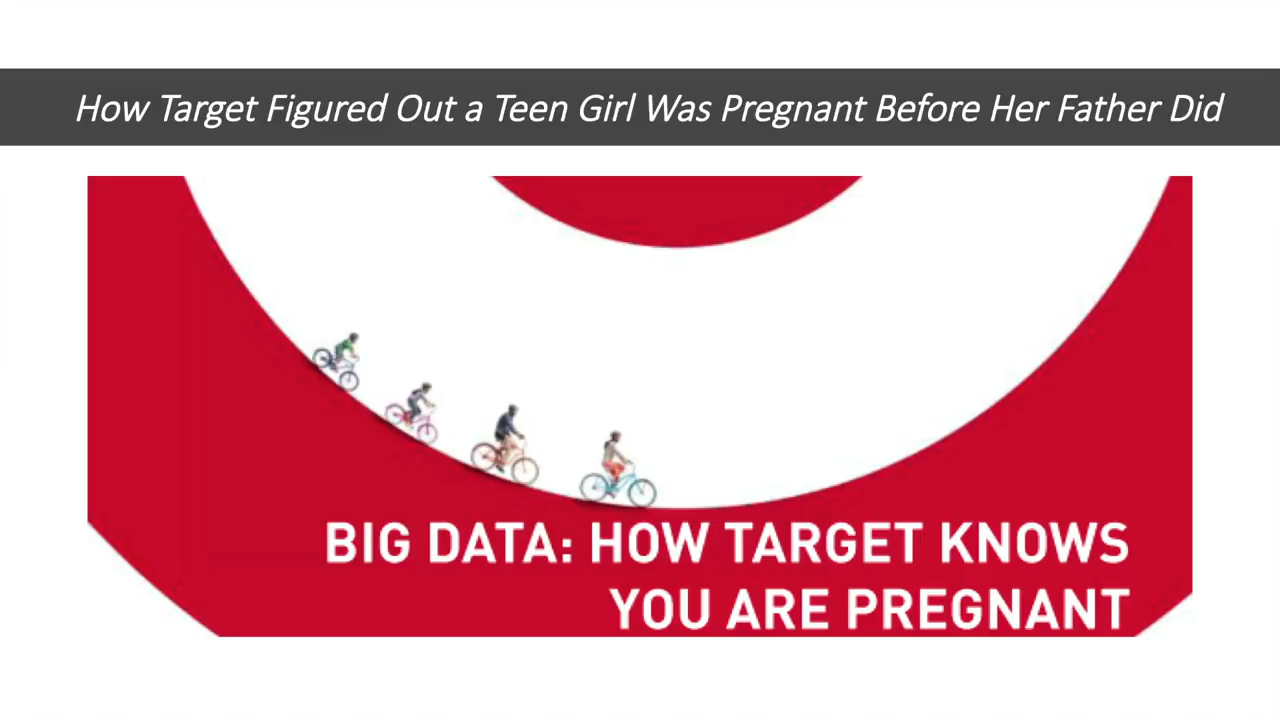 How Target Figured Out a Teen Girl Was Pregnant Before Her Father Did
BIG DATA: HOW TARGET KNOWS
YOU ARE PREGNANT